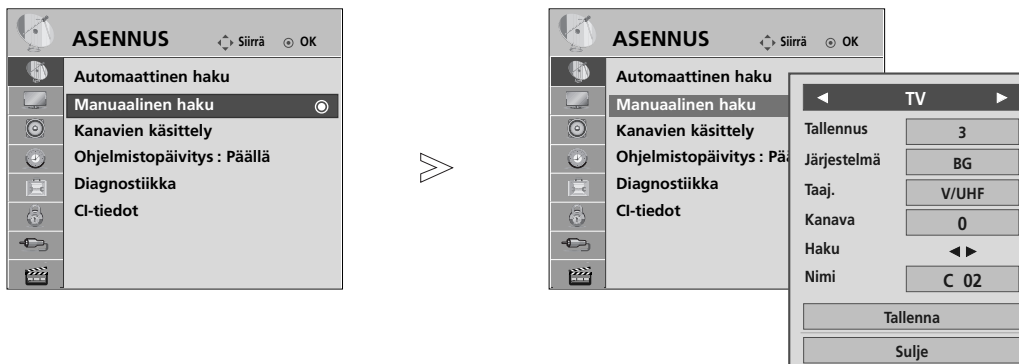 ASENNUS Siirrä OK
Automaattinen haku
Manuaalinen haku
Kanavien käsittely
Ohjelmistopäivitys : Päällä
Diagnostiikka
CI-tiedot
ASENNUS Siirrä OK
Automaattinen haku
Manuaalinen haku
Kanavien käsittely
Ohjelmistopäivitys : Pää
Diagnostiikka
CI-tiedot
◄ TV ►
Tallennus 3
Järjestelmä BG
Taaj. V/UHF
Kanava 0
Haku ◄ ►
Nimi C 02
Tallenna
Sulje